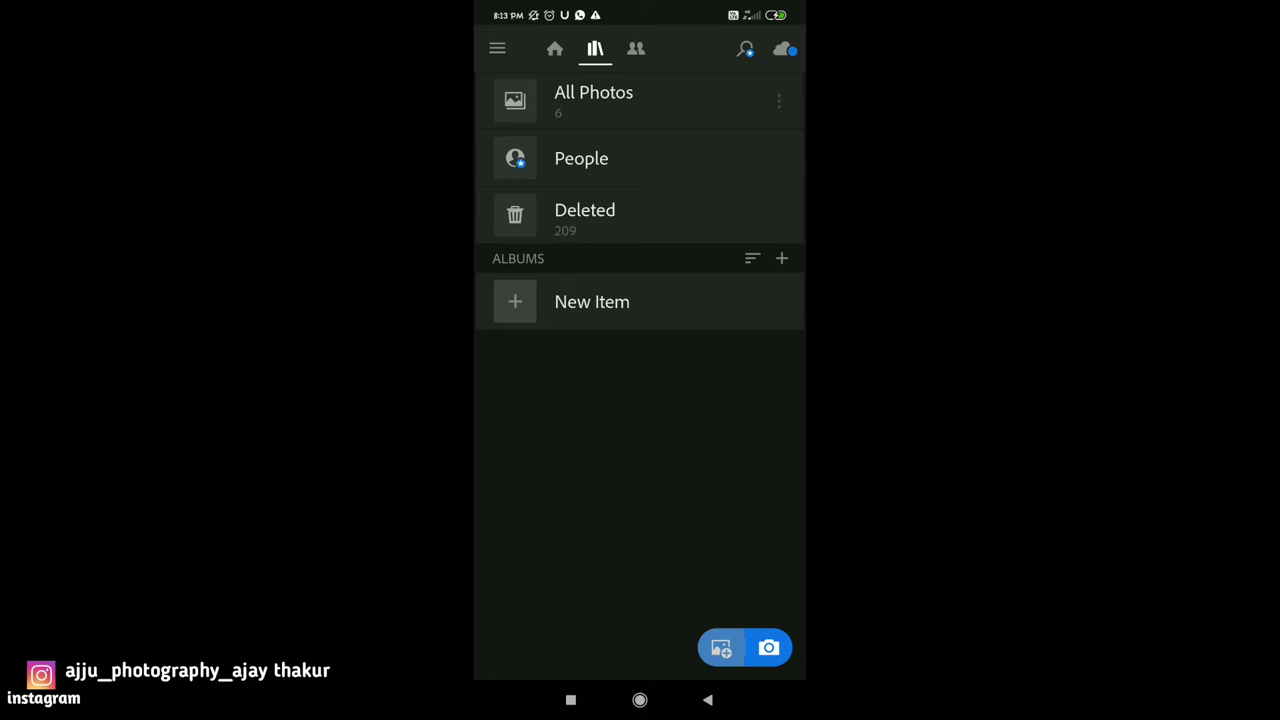 8:13 PM
All Photos
6
People
Deleted
209
ALBUMS
New Item
ajju_photography_ajay thakur
instagram